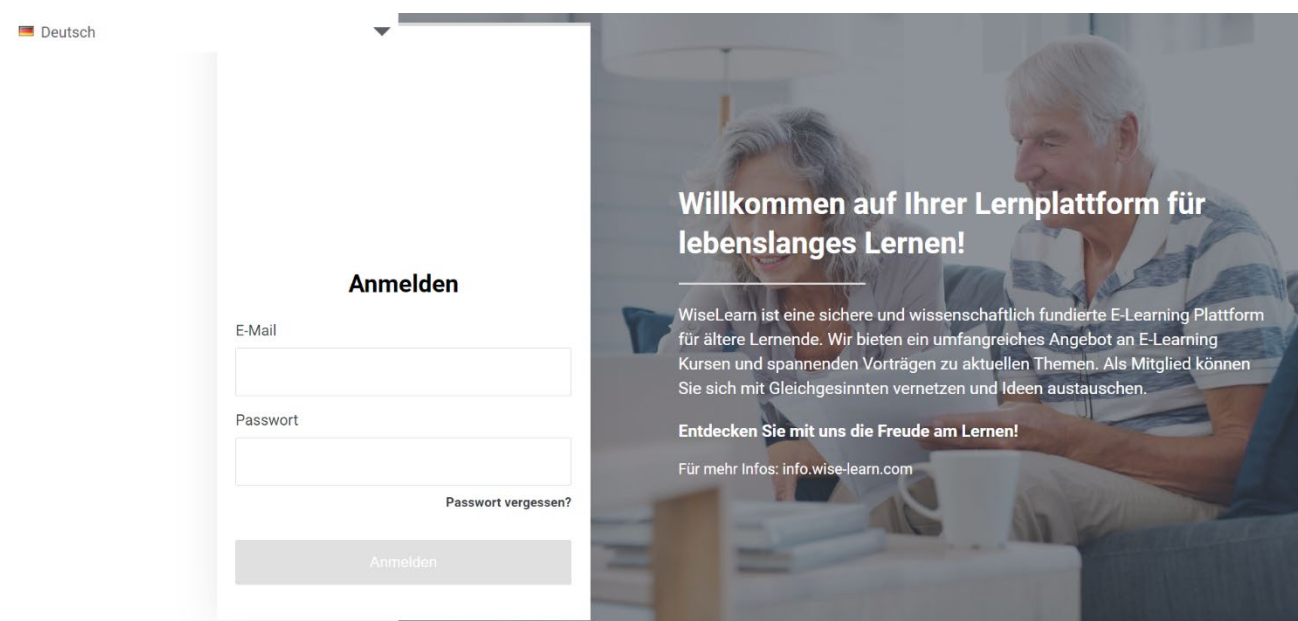 Deutsch
Anmelden
E-Mail
Passwort
Passwort vergessen?
Anmelden
Willkommen auf Ihrer Lernplattform für
lebenslanges Lernen!
WiseLearn ist eine sichere und wissenschaftlich fundierte E-Learning Plattform
für ältere Lernende. Wir bieten ein umfangreiches Angebot an E-Learning
Kursen und spannenden Vorträgen zu aktuellen Themen. Als Mitglied können
Sie sich mit Gleichgesinnten vernetzen und Ideen austauschen.
Entdecken Sie mit uns die Freude am Lernen!
Für mehr Infos: info.wise-learn.com